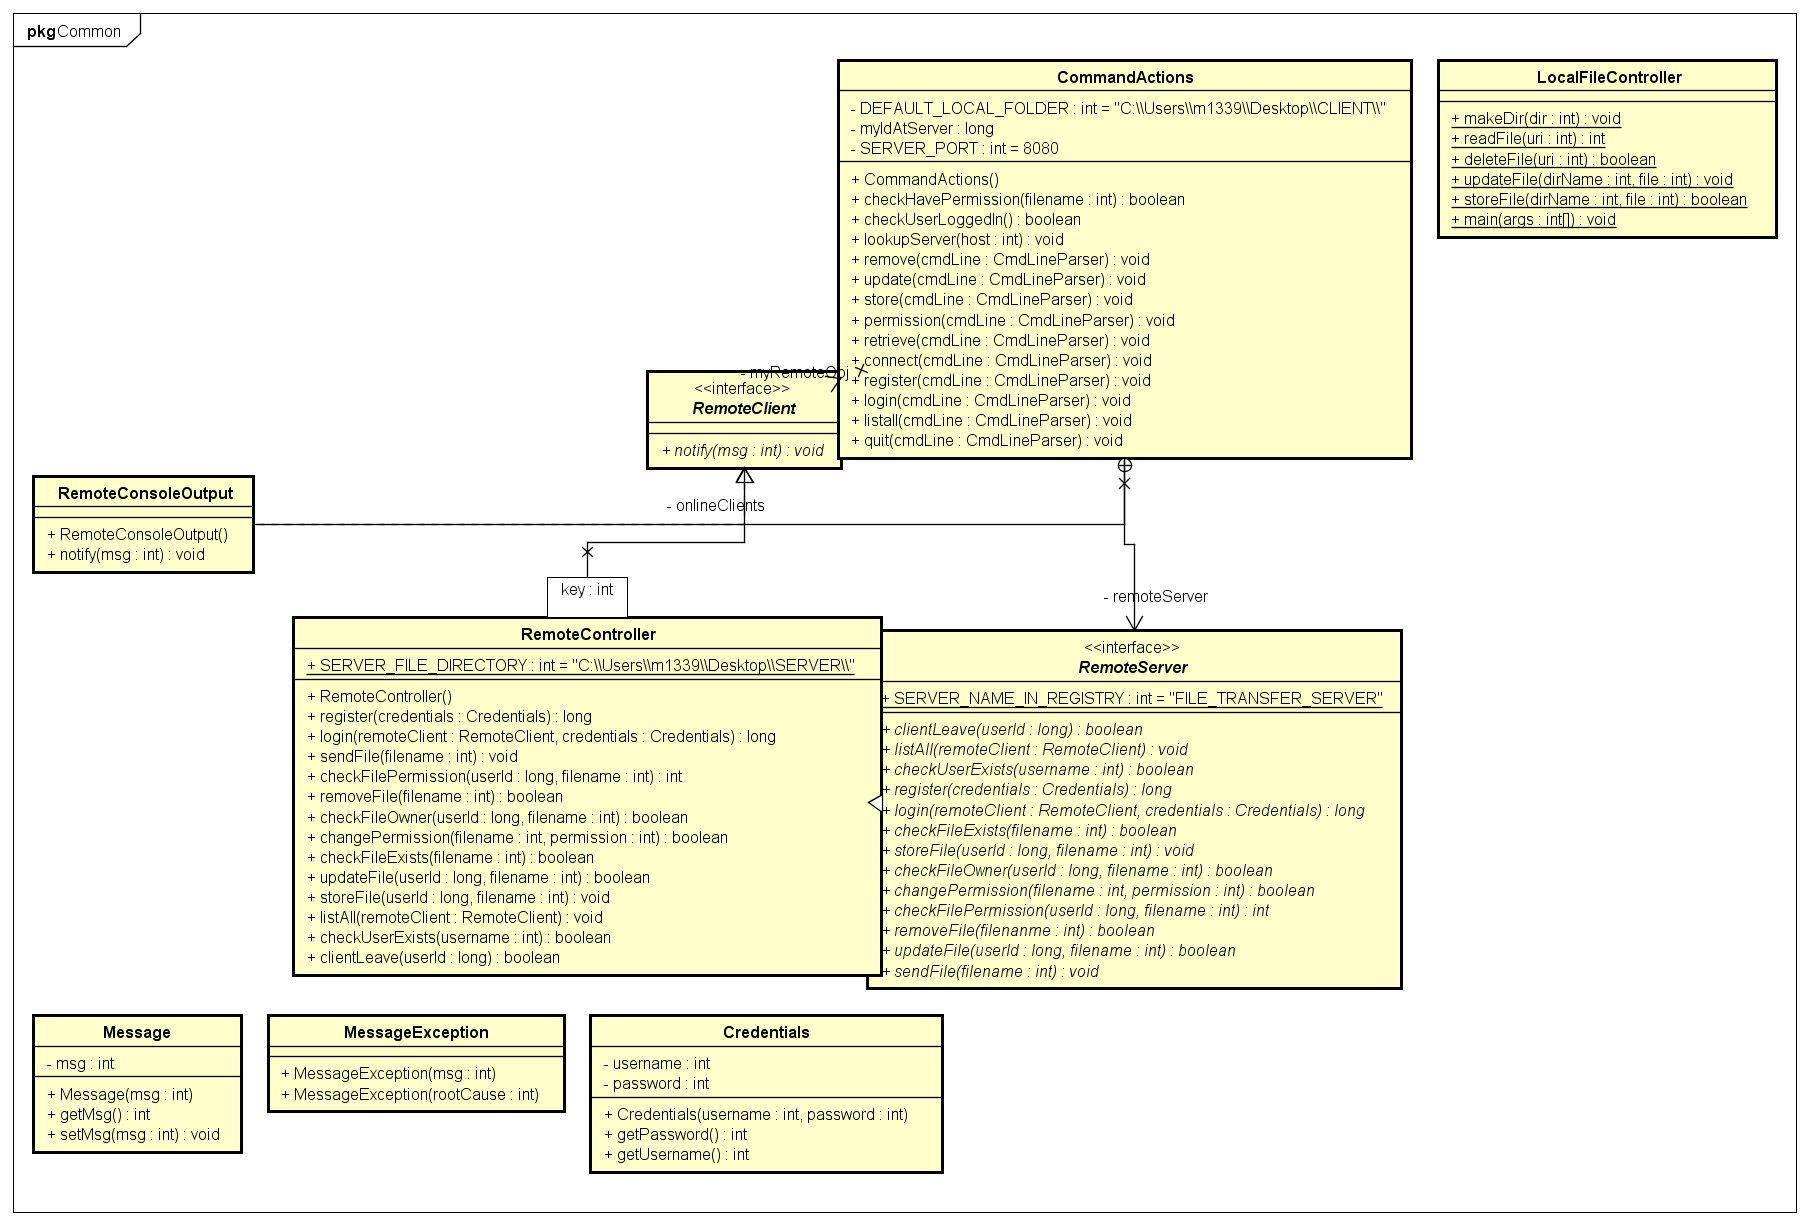 pkg Common
CommandActions
- DEFAULT_LOCAL_FOLDER : int = "C:\\Users\\m1339\\Desktop\\CLIENT\\"
- myIdAtServer : long
- SERVER_PORT : int = 8080
+ CommandActions()
+ checkHavePermission(filename : int) : boolean
+ checkUserLoggedIn() : boolean
+ lookupServer(host : int) : void
+ remove(cmdLine : CmdLineParser) : void
+ update(cmdLine : CmdLineParser) : void
+ store(cmdLine : CmdLineParser) : void
+ permission(cmdLine : CmdLineParser) : void
+ retrieve(cmdLine : CmdLineParser) : void
+ connect(cmdLine : CmdLineParser) : void
+ register(cmdLine : CmdLineParser) : void
+ login(cmdLine : CmdLineParser) : void
+ listall(cmdLine : CmdLineParser) : void
+ quit(cmdLine : CmdLineParser) : void
LocalFileController
+ makeDir(dir : int) : void
+ readFile(uri : int) : int
+ deleteFile(uri : int) : boolean
+ updateFile(dirName : int, file : int) : void
+ storeFile(dirName : int, file : int) : boolean
+ main(args : int[]) : void
- myRemoteObj
<<interface>>
RemoteClient
+ notify(msg : int) : void
RemoteConsoleOutput
+ RemoteConsoleOutput()
+ notify(msg : int) : void
- onlineClients
key : int
- remoteServer
RemoteController
+ SERVER_FILE_DIRECTORY : int = "C:\\Users\\m1339\\Desktop\\SERVER\\"
+ RemoteController()
+ register(credentials : Credentials) : long
+ login(remoteClient : RemoteClient, credentials : Credentials) : long
+ sendFile(filename : int) : void
+ checkFilePermission(userId : long, filename : int) : int
+ removeFile(filename : int) : boolean
+ checkFileOwner(userId : long, filename : int) : boolean
+ changePermission(filename : int, permission : int) : boolean
+ checkFileExists(filename : int) : boolean
+ updateFile(userId : long, filename : int) : boolean
+ storeFile(userId : long, filename : int) : void
+ listAll(remoteClient : RemoteClient) : void
+ checkUserExists(username : int) : boolean
+ clientLeave(userId : long) : boolean
<<interface>>
RemoteServer
+ SERVER_NAME_IN_REGISTRY : int = "FILE_TRANSFER_SERVER"
+ clientLeave(userId : long) : boolean
+ listAll(remoteClient : RemoteClient) : void
+ checkUserExists(username : int) : boolean
+ register(credentials : Credentials) : long
+ login(remoteClient : RemoteClient, credentials : Credentials) : long
+ checkFileExists(filename : int) : boolean
+ storeFile(userId : long, filename : int) : void
+ checkFileOwner(userId : long, filename : int) : boolean
+ changePermission(filename : int, permission : int) : boolean
+ checkFilePermission(userId : long, filename : int) : int
+ removeFile(filenanme : int) : boolean
+ updateFile(userId : long, filename : int) : boolean
+ sendFile(filename : int) : void
Message
- msg : int
+ Message(msg : int)
+ getMsg() : int
+ setMsg(msg : int) : void
MessageException
+ MessageException(msg : int)
+ MessageException(rootCause : int)
Credentials
- username : int
- password : int
+ Credentials(username : int, password : int)
+ getPassword() : int
+ getUsername() : int